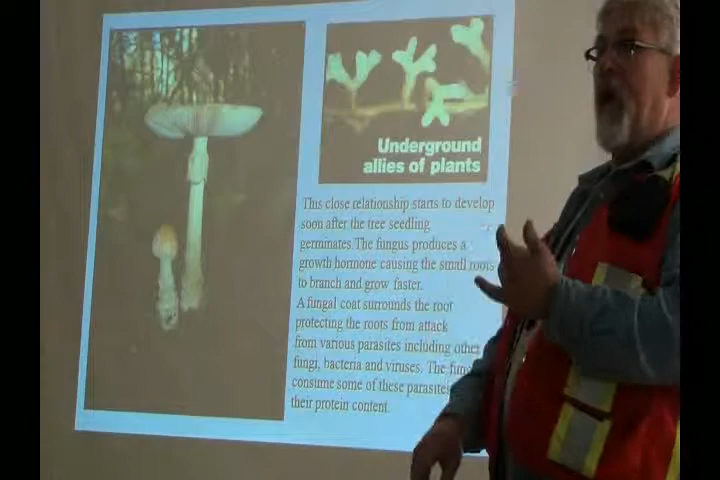 Underground
allies of plants
This close relationship starts to develop
soon after the tree seedling
germinates. The fungus produces a
growth hormone causing the small roots
to branch and grow faster.
A fungal coat surrounds the root
protecting the roots from attack
from various parasites including other
fungi, bacteria and viruses. The
consume some of these
their protein content.